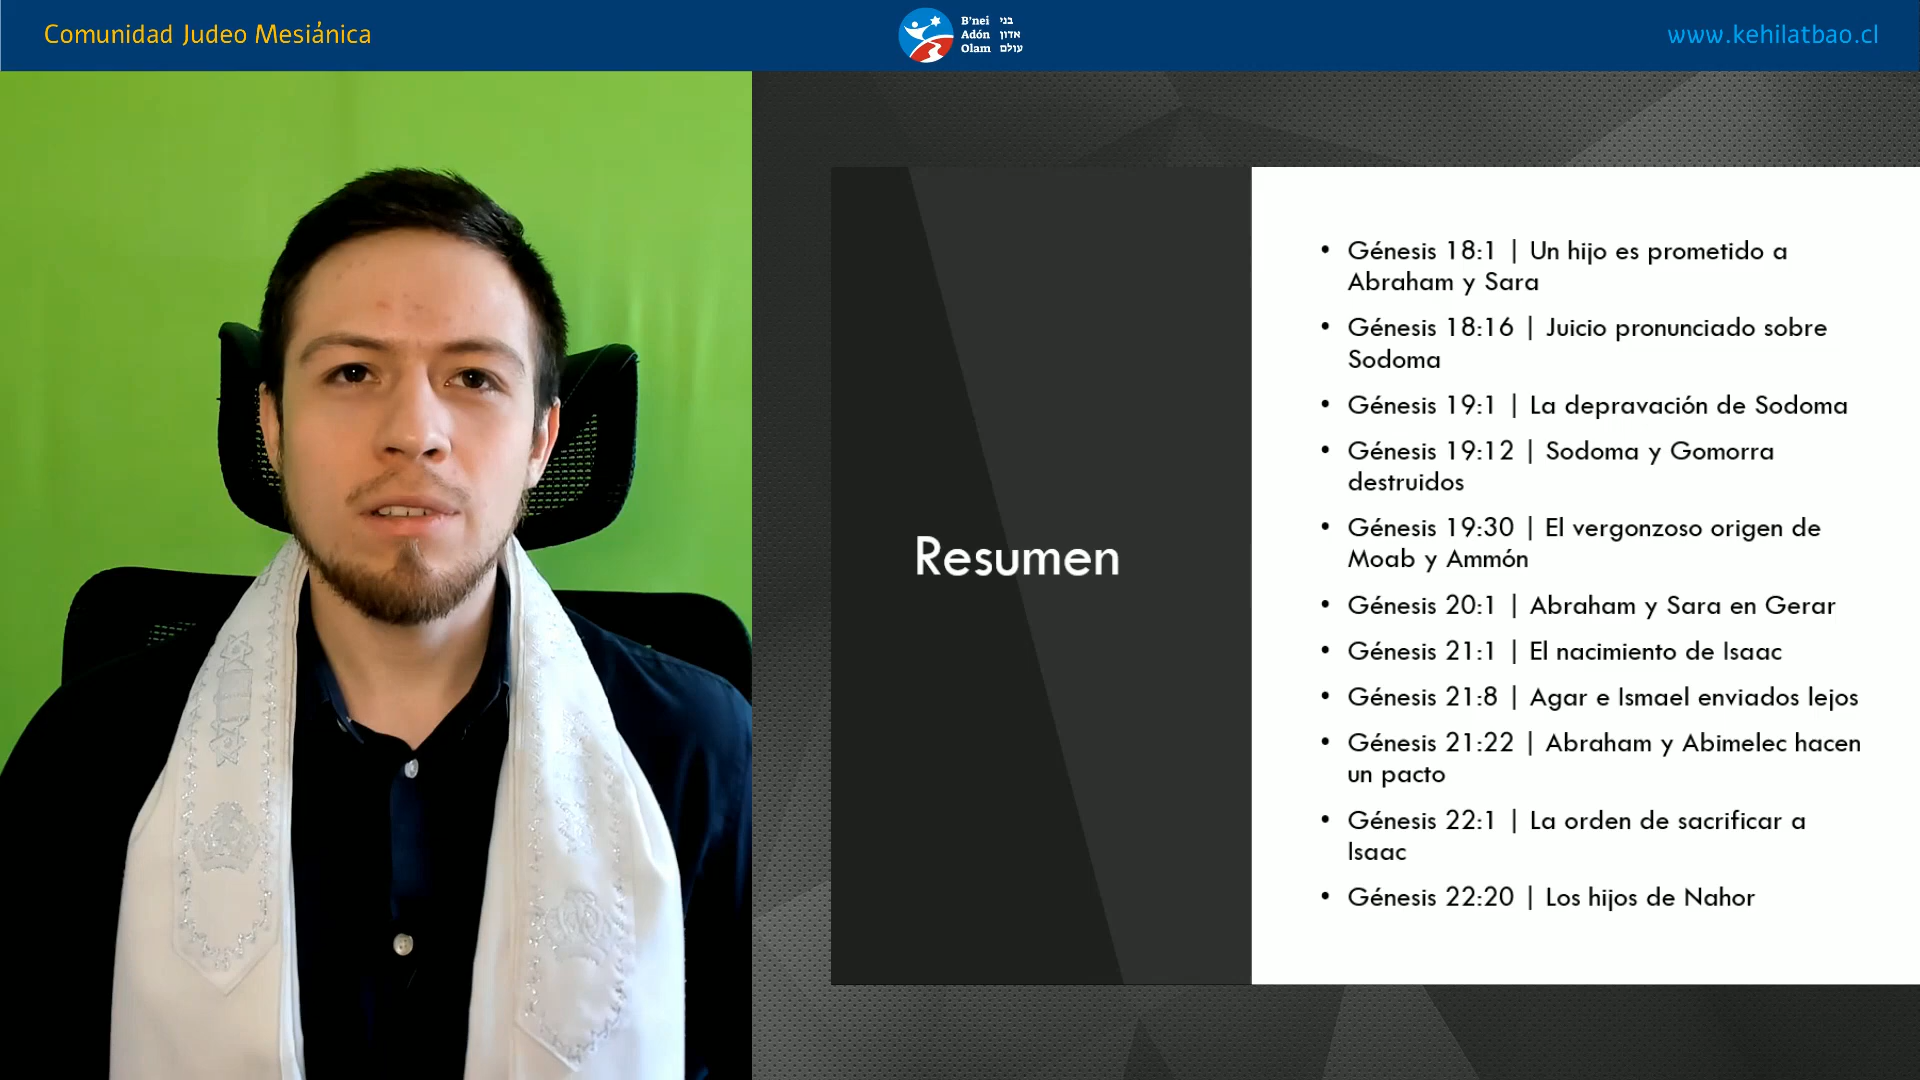 Comunidad Judeo Mesiánica
B'nei בני
Adón אדון
Olam עולם
www.kehilatbao.cl
Resumen
• Génesis 18:1 | Un hijo es prometido a
Abraham y Sara
• Génesis 18:16 | Juicio pronunciado sobre
Sodoma
• Génesis 19:1 | La depravación de Sodoma
• Génesis 19:12 | Sodoma y Gomorra
destruidos
• Génesis 19:30 | El vergonzoso origen de
Moab y Ammón
• Génesis 20:1 | Abraham y Sara en Gerar
• Génesis 21:1 | El nacimiento de Isaac
• Génesis 21:8 | Agar e Ismael enviados lejos
• Génesis 21:22 | Abraham y Abimelec hacen
un pacto
• Génesis 22:1 | La orden de sacrificar a
Isaac
• Génesis 22:20 | Los hijos de Nahor